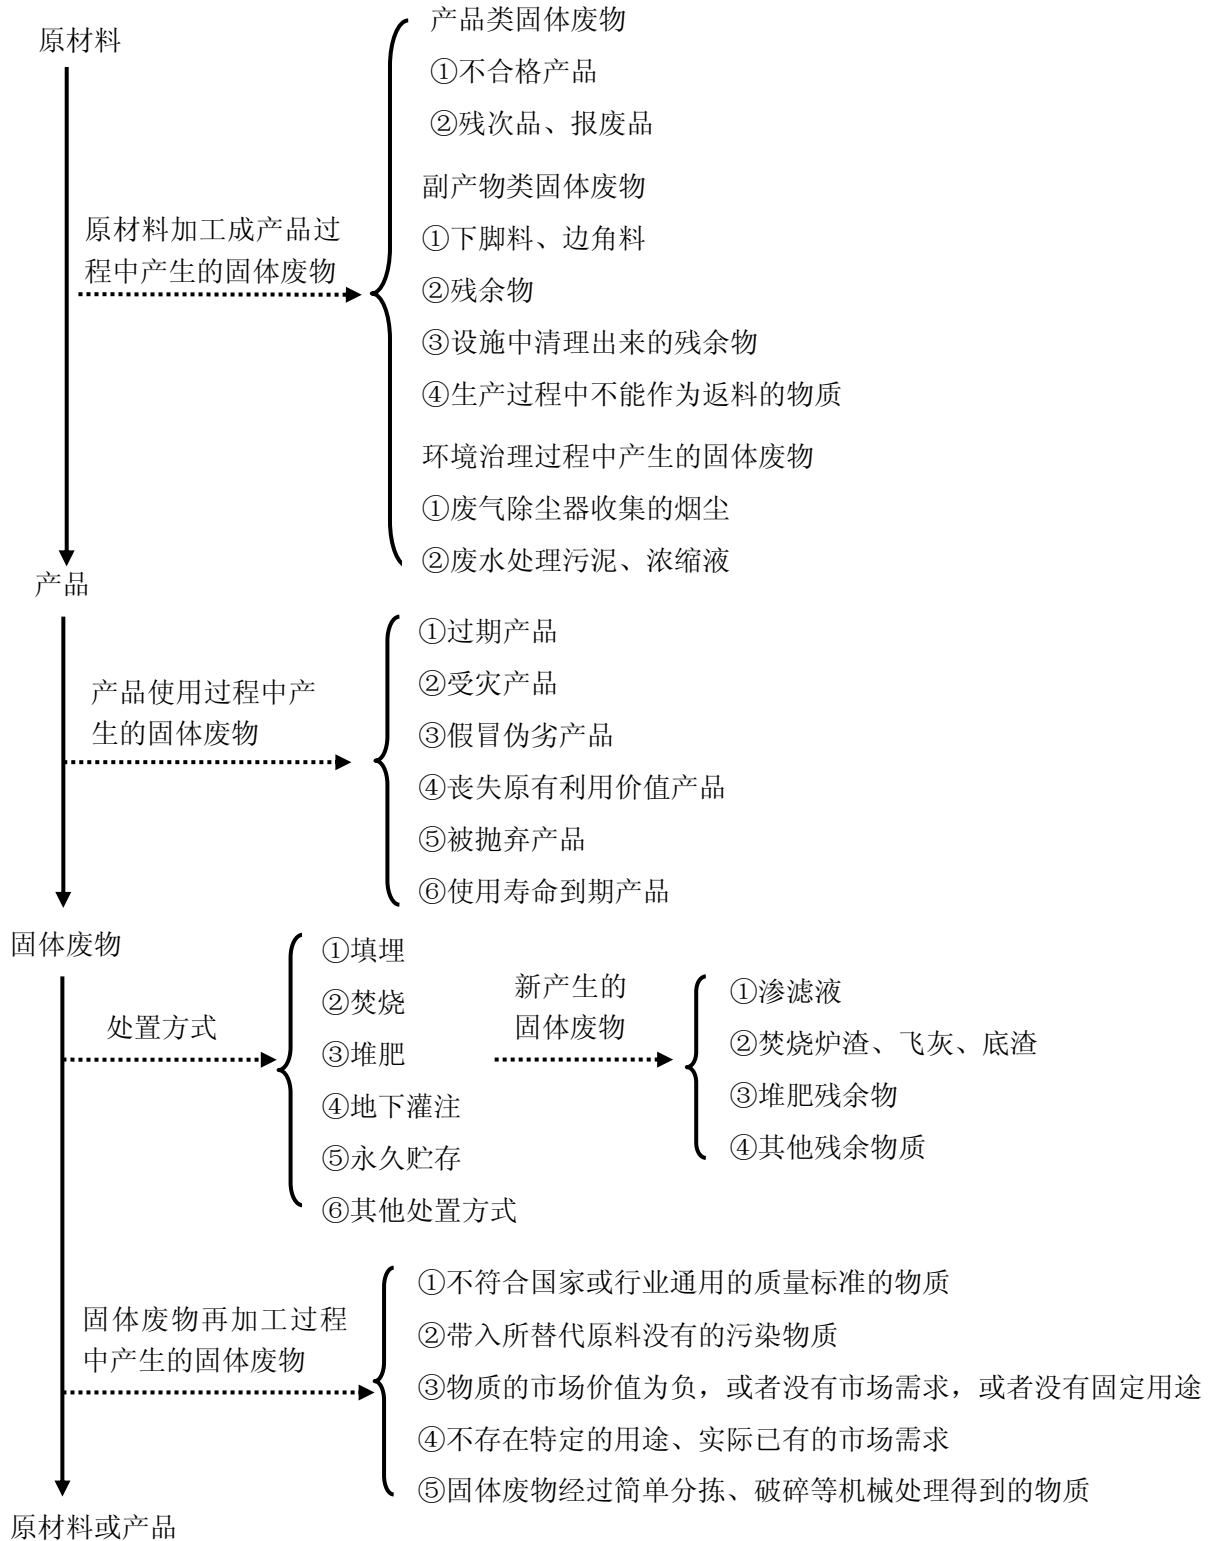 原材料
产品类固体废物
①不合格产品
②残次品、报废品
副产物类固体废物
原材料加工成产品过
程中产生的固体废物
①下脚料、边角料
②残余物
③设施中清理出来的残余物
④生产过程中不能作为返料的物质
环境治理过程中产生的固体废物
①废气除尘器收集的烟尘
②废水处理污泥、浓缩液
产品
产品使用过程中产
生的固体废物
①过期产品
②受灾产品
③假冒伪劣产品
④丧失原有利用价值产品
⑤被抛弃产品
⑥使用寿命到期产品
固体废物
处置方式
①填埋
②焚烧
③堆肥
④地下灌注
⑤永久贮存
⑥其他处置方式
新产生的
固体废物
①渗滤液
②焚烧炉渣、飞灰、底渣
③堆肥残余物
④其他残余物质
固体废物再加工过程
中产生的固体废物
①不符合国家或行业通用的质量标准的物质
②带入所替代原料没有的污染物质
③物质的市场价值为负，或者没有市场需求，或者没有固定用途
④不存在特定的用途、实际已有的市场需求
⑤固体废物经过简单分拣、破碎等机械处理得到的物质
原材料或产品